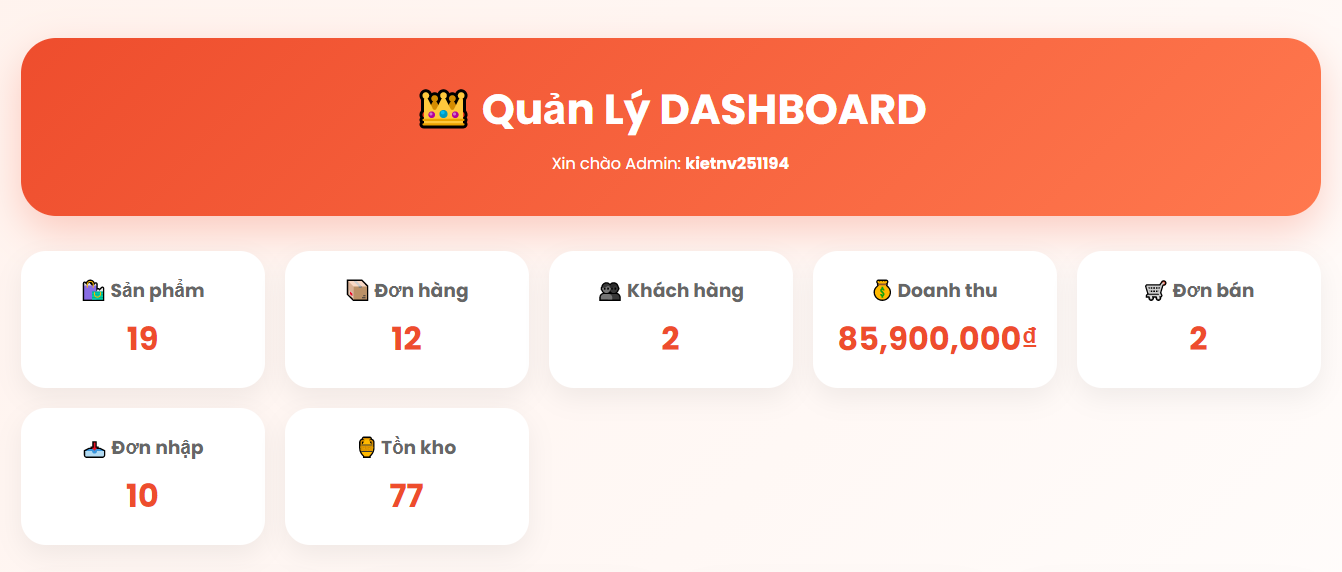 👑 Quản Lý DASHBOARD
Xin chào Admin: kietnv251194
🛍️ Sản phẩm
19
📦 Đơn hàng
12
👥 Khách hàng
2
💰 Doanh thu
85,900,000₫
🛒 Đơn bán
2
📥 Đơn nhập
10
🏺 Tồn kho
77